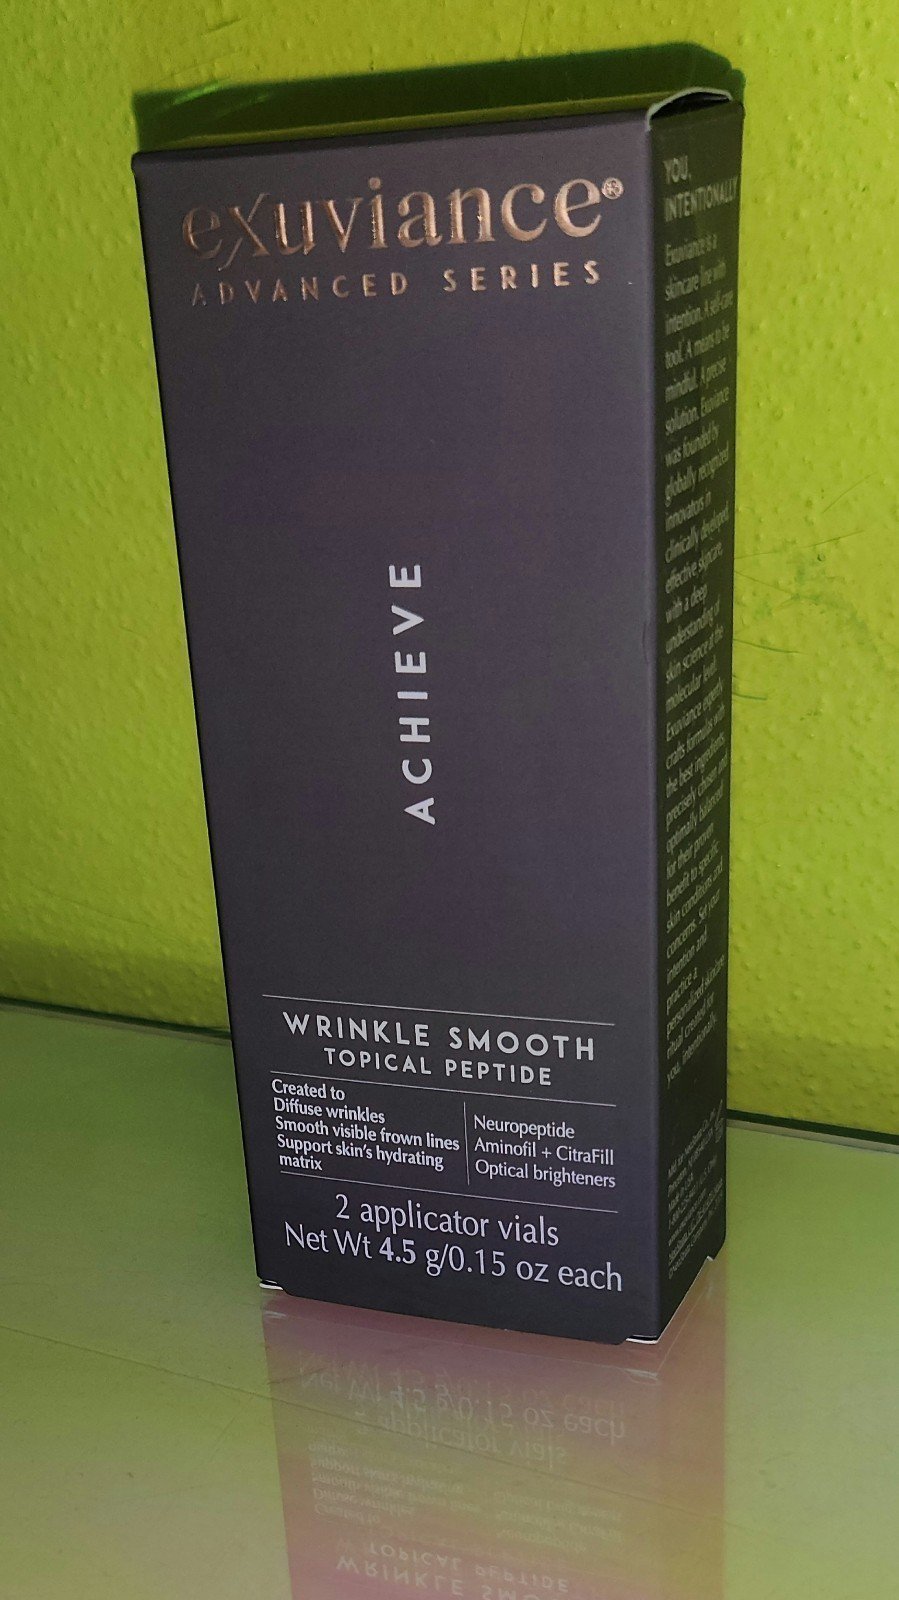 exuviance®
ADVANCED SERIES
ACHIEVE
WRINKLE SMOOTH
TOPICAL PEPTIDE
Created to
Diffuse wrinkles
Smooth visible frown lines
Support skin's hydrating
matrix
Neuropeptide
Aminofil + CitraFill
Optical brighteners
2 applicator vials
Net Wt 4.5 g/0.15 oz each
YOU,
INTENTIONALLY
Exuviance is a
skincare line with
intention. A self-care
tool. A means to be
mindful. A precise
solution. Exuviance
was founded by
globally recognized
innovators in
clinically developed,
effective skincare,
with a deep
understanding of
skin science at the
molecular level.
Exuviance expertly
crafts formulas with
the best ingredients,
precisely chosen and
optimally balanced
for their proven
benefit to specific
skin conditions and
concerns. Set your
intention and
practice a
personalized skincare
ritual created for
you, intentionally.